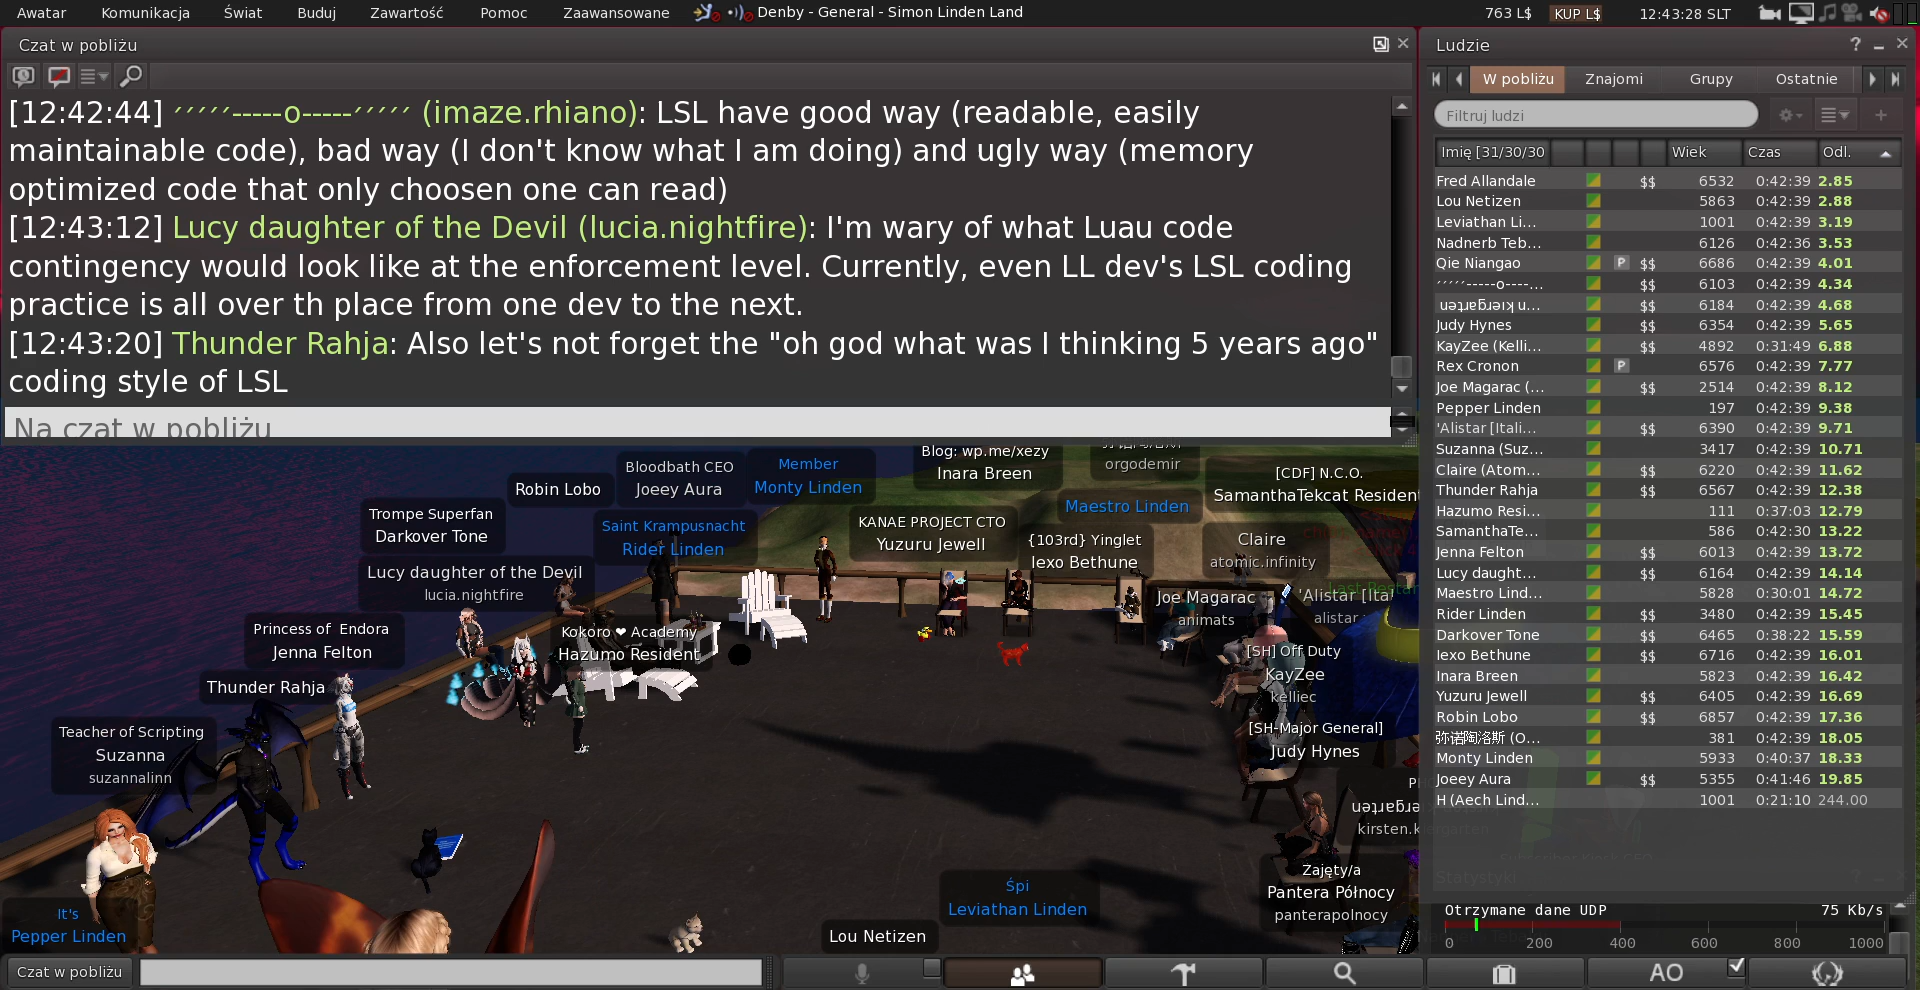 Awatar Komunikacja Świat Buduj Zawartość Pomoc Zaawansowane Denby - General - Simon Linden Land 763 L$ KUP L$ 12:43:28 SLT
Czat w pobliżu
[12:42:44] ׳׳׳׳׳-----o-----׳׳׳׳׳ (imaze.rhiano): LSL have good way (readable, easily
maintainable code), bad way (I don't know what I am doing) and ugly way (memory
optimized code that only choosen one can read)
[12:43:12] Lucy daughter of the Devil (lucia.nightfire): I'm wary of what Luau code
contingency would look like at the enforcement level. Currently, even LL dev's LSL coding
practice is all over th place from one dev to the next.
[12:43:20] Thunder Rahja: Also let's not forget the "oh god what was I thinking 5 years ago"
coding style of LSL
Na czat w pobliżu
Bloodbath CEO
Joeey Aura
Member
Monty Linden
Blog: wp.me/xezy
Inara Breen
orgodemir
[CDF] N.C.O.
SamanthaTekcat Resident
Robin Lobo
Maestro Linden
Trompe Superfan
Darkover Tone
Saint Krampusnacht
Rider Linden
KANAE PROJECT CTO
Yuzuru Jewell
{103rd} Yinglet
Iexo Bethune
Claire
atomic.infinity
Lucy daughter of the Devil
lucia.nightfire
Joe Magarac
animats
'Alistar [Ital
alistar
Princess of Endora
Jenna Felton
Kokoro ❤ Academy
Hazumo Resident
[SH] Off Duty
KayZee
kelliec
Thunder Rahja
Teacher of Scripting
Suzanna
suzannalinn
[SH-Major General]
Judy Hynes
uǝʇɹɐƃɹǝ
kirsten.k
Zajęty/a
Pantera Północy
panterapolnocy
Śpi
Leviathan Linden
It's
Pepper Linden
Lou Netizen
Czat w pobliżu
AO
Ludzie
W pobliżu Znajomi Grupy Ostatnie
Filtruj ludzi
Imię [31/30/30 Wiek Czas Odl.
Fred Allandale $$ 6532 0:42:39 2.85
Lou Netizen 5863 0:42:39 2.88
Leviathan Li... 1001 0:42:39 3.19
Nadnerb Teb... 6126 0:42:36 3.53
Qie Niangao P $$ 6686 0:42:39 4.01
׳׳׳׳׳-----o----... $$ 6103 0:42:39 4.34
uǝʇɹɐƃɹǝıʞ u... $$ 6184 0:42:39 4.68
Judy Hynes $$ 6354 0:42:39 5.65
KayZee (Kelli... $$ 4892 0:31:49 6.88
Rex Cronon P 6576 0:42:39 7.77
Joe Magarac (... $$ 2514 0:42:39 8.12
Pepper Linden 197 0:42:39 9.38
'Alistar [Itali... $$ 6390 0:42:39 9.71
Suzanna (Suz... 3417 0:42:39 10.71
Claire (Atom... $$ 6220 0:42:39 11.62
Thunder Rahja $$ 6567 0:42:39 12.38
Hazumo Resi... 111 0:37:03 12.79
SamanthaTe... 586 0:42:30 13.22
Jenna Felton $$ 6013 0:42:39 13.72
Lucy daught... $$ 6164 0:42:39 14.14
Maestro Lind... 5828 0:30:01 14.72
Rider Linden $$ 3480 0:42:39 15.45
Darkover Tone $$ 6465 0:38:22 15.59
Iexo Bethune $$ 6716 0:42:39 16.01
Inara Breen 5823 0:42:39 16.42
Yuzuru Jewell $$ 6405 0:42:39 16.69
Robin Lobo $$ 6857 0:42:39 17.36
弥诺陶洛斯 (O... 381 0:42:39 18.05
Monty Linden 5933 0:40:37 18.33
Joeey Aura $$ 5355 0:41:46 19.85
H (Aech Lind... 1001 0:21:10 244.00
Statystyki
Otrzymane dane UDP 75 Kb/s
0 200 400 600 800 1000